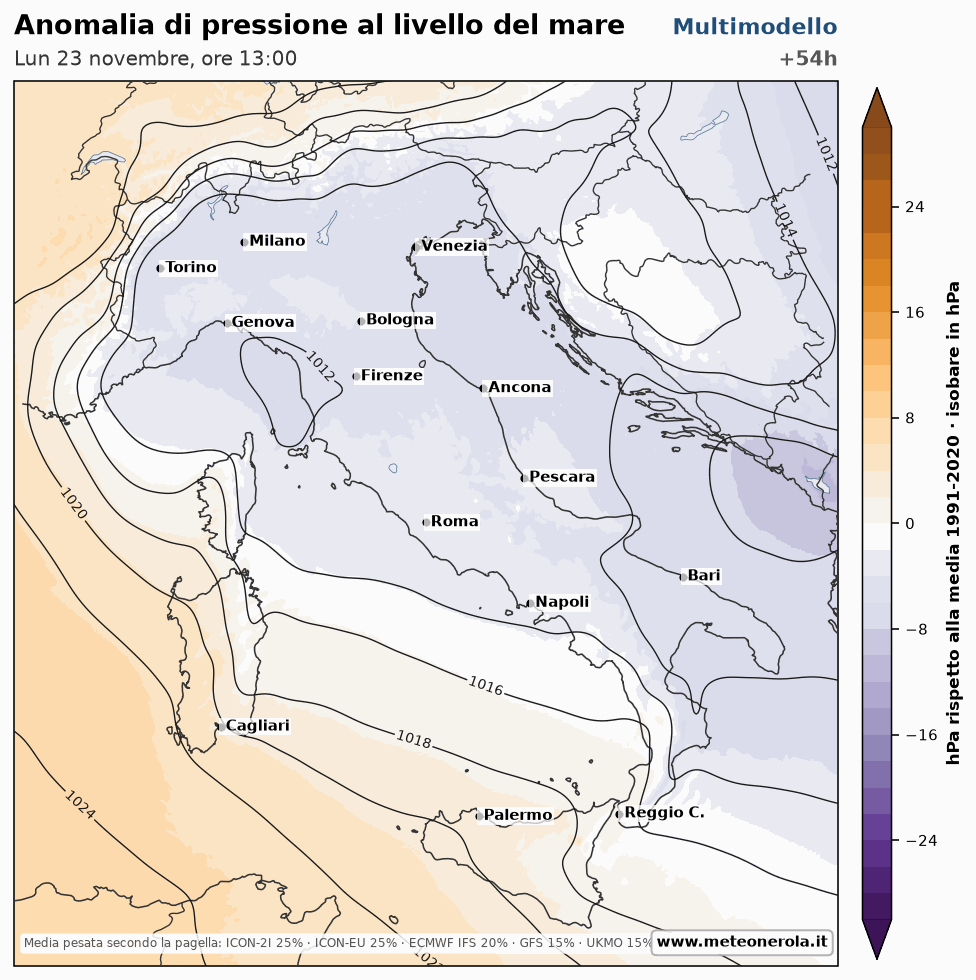 Anomalia di pressione al livello del mare
Multimodello
Lun 23 novembre, ore 13:00
+54h
1012
1014
Milano
Venezia
Torino
Genova
Bologna
1012
Firenze
Ancona
Pescara
1020
Roma
Bari
Napoli
1016
Cagliari
1018
1024
Palermo
Reggio C.
24
16
8
0
−8
−16
−24
hPa rispetto alla media 1991-2020 · isobare in hPa
Media pesata secondo la pagella: ICON-2I 25% · ICON-EU 25% · ECMWF IFS 20% · GFS 15% · UKMO 15%
www.meteonerola.it